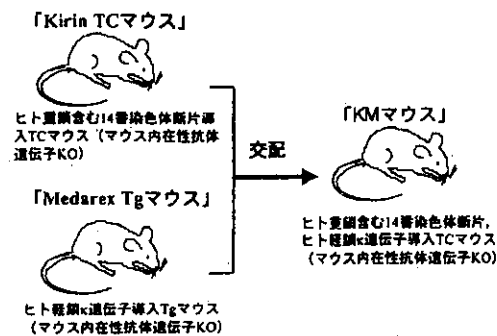 「Kirin TCマウス」
ヒト重鎖含む14番染色体断片導
入TCマウス（マウス内在性抗体
遺伝子KO）
「Medarex Tgマウス」
ヒト軽鎖κ遺伝子導入Tgマウス
（マウス内在性抗体遺伝子KO）
交配
「KMマウス」
ヒト重鎖含む14番染色体断片,
ヒト軽鎖κ遺伝子導入TCマウス
（マウス内在性抗体遺伝子KO）